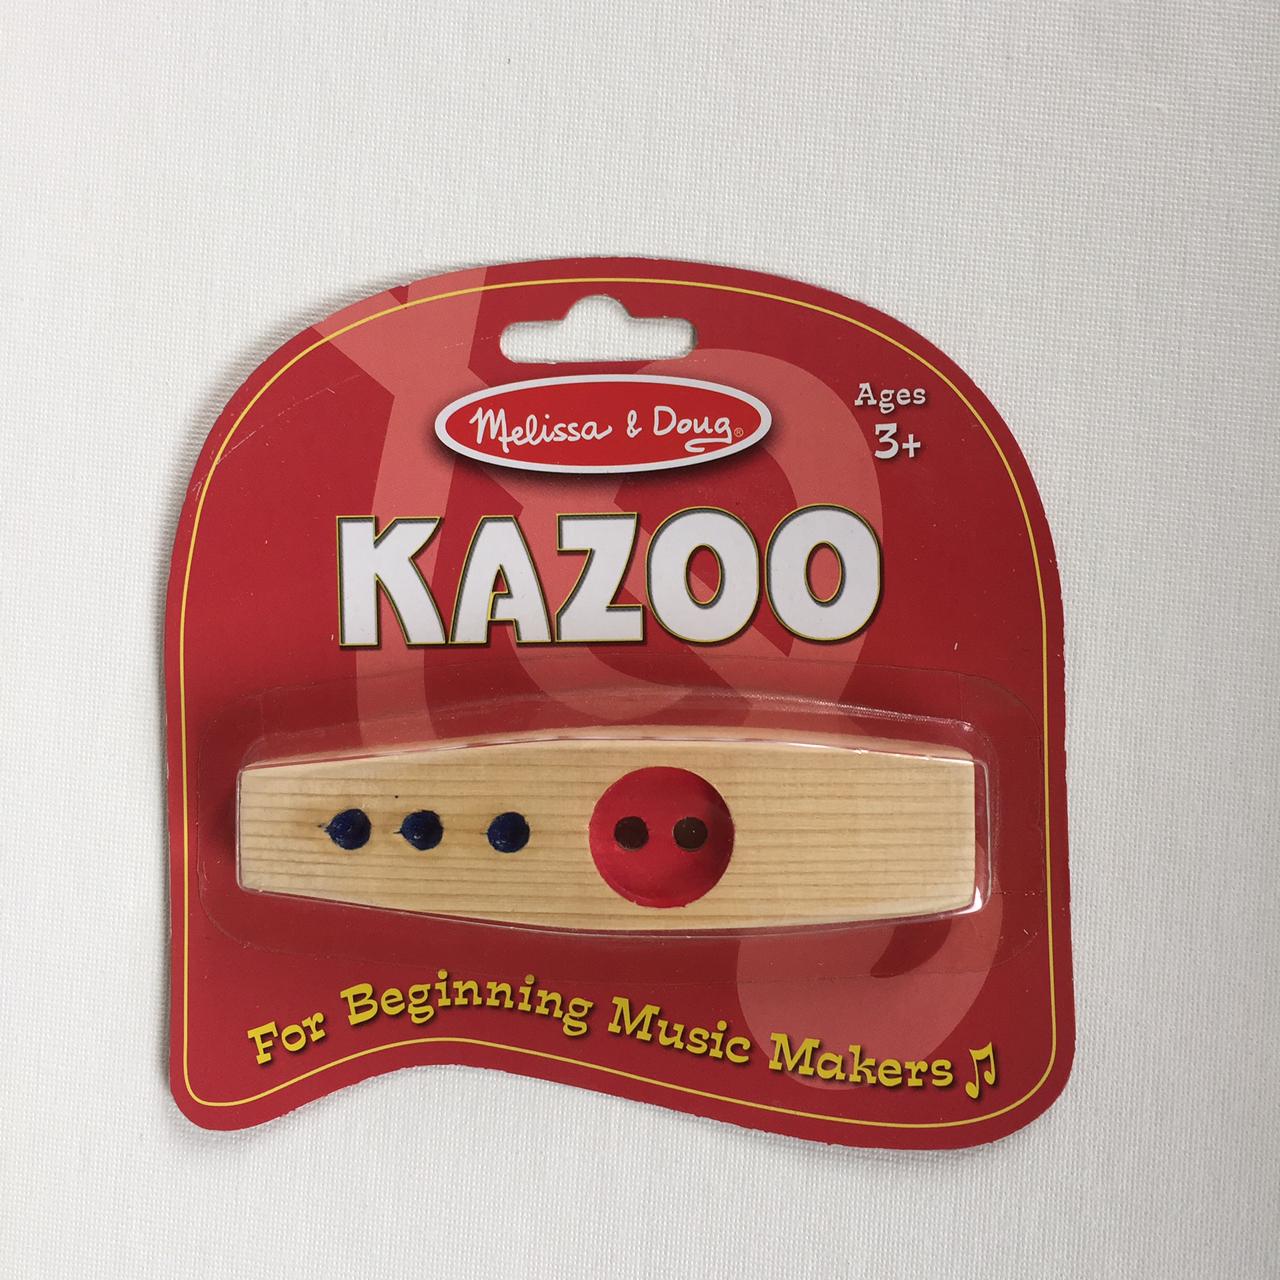 Melissa & Doug®
Ages
3+
KAZOO
For Beginning Music Makers